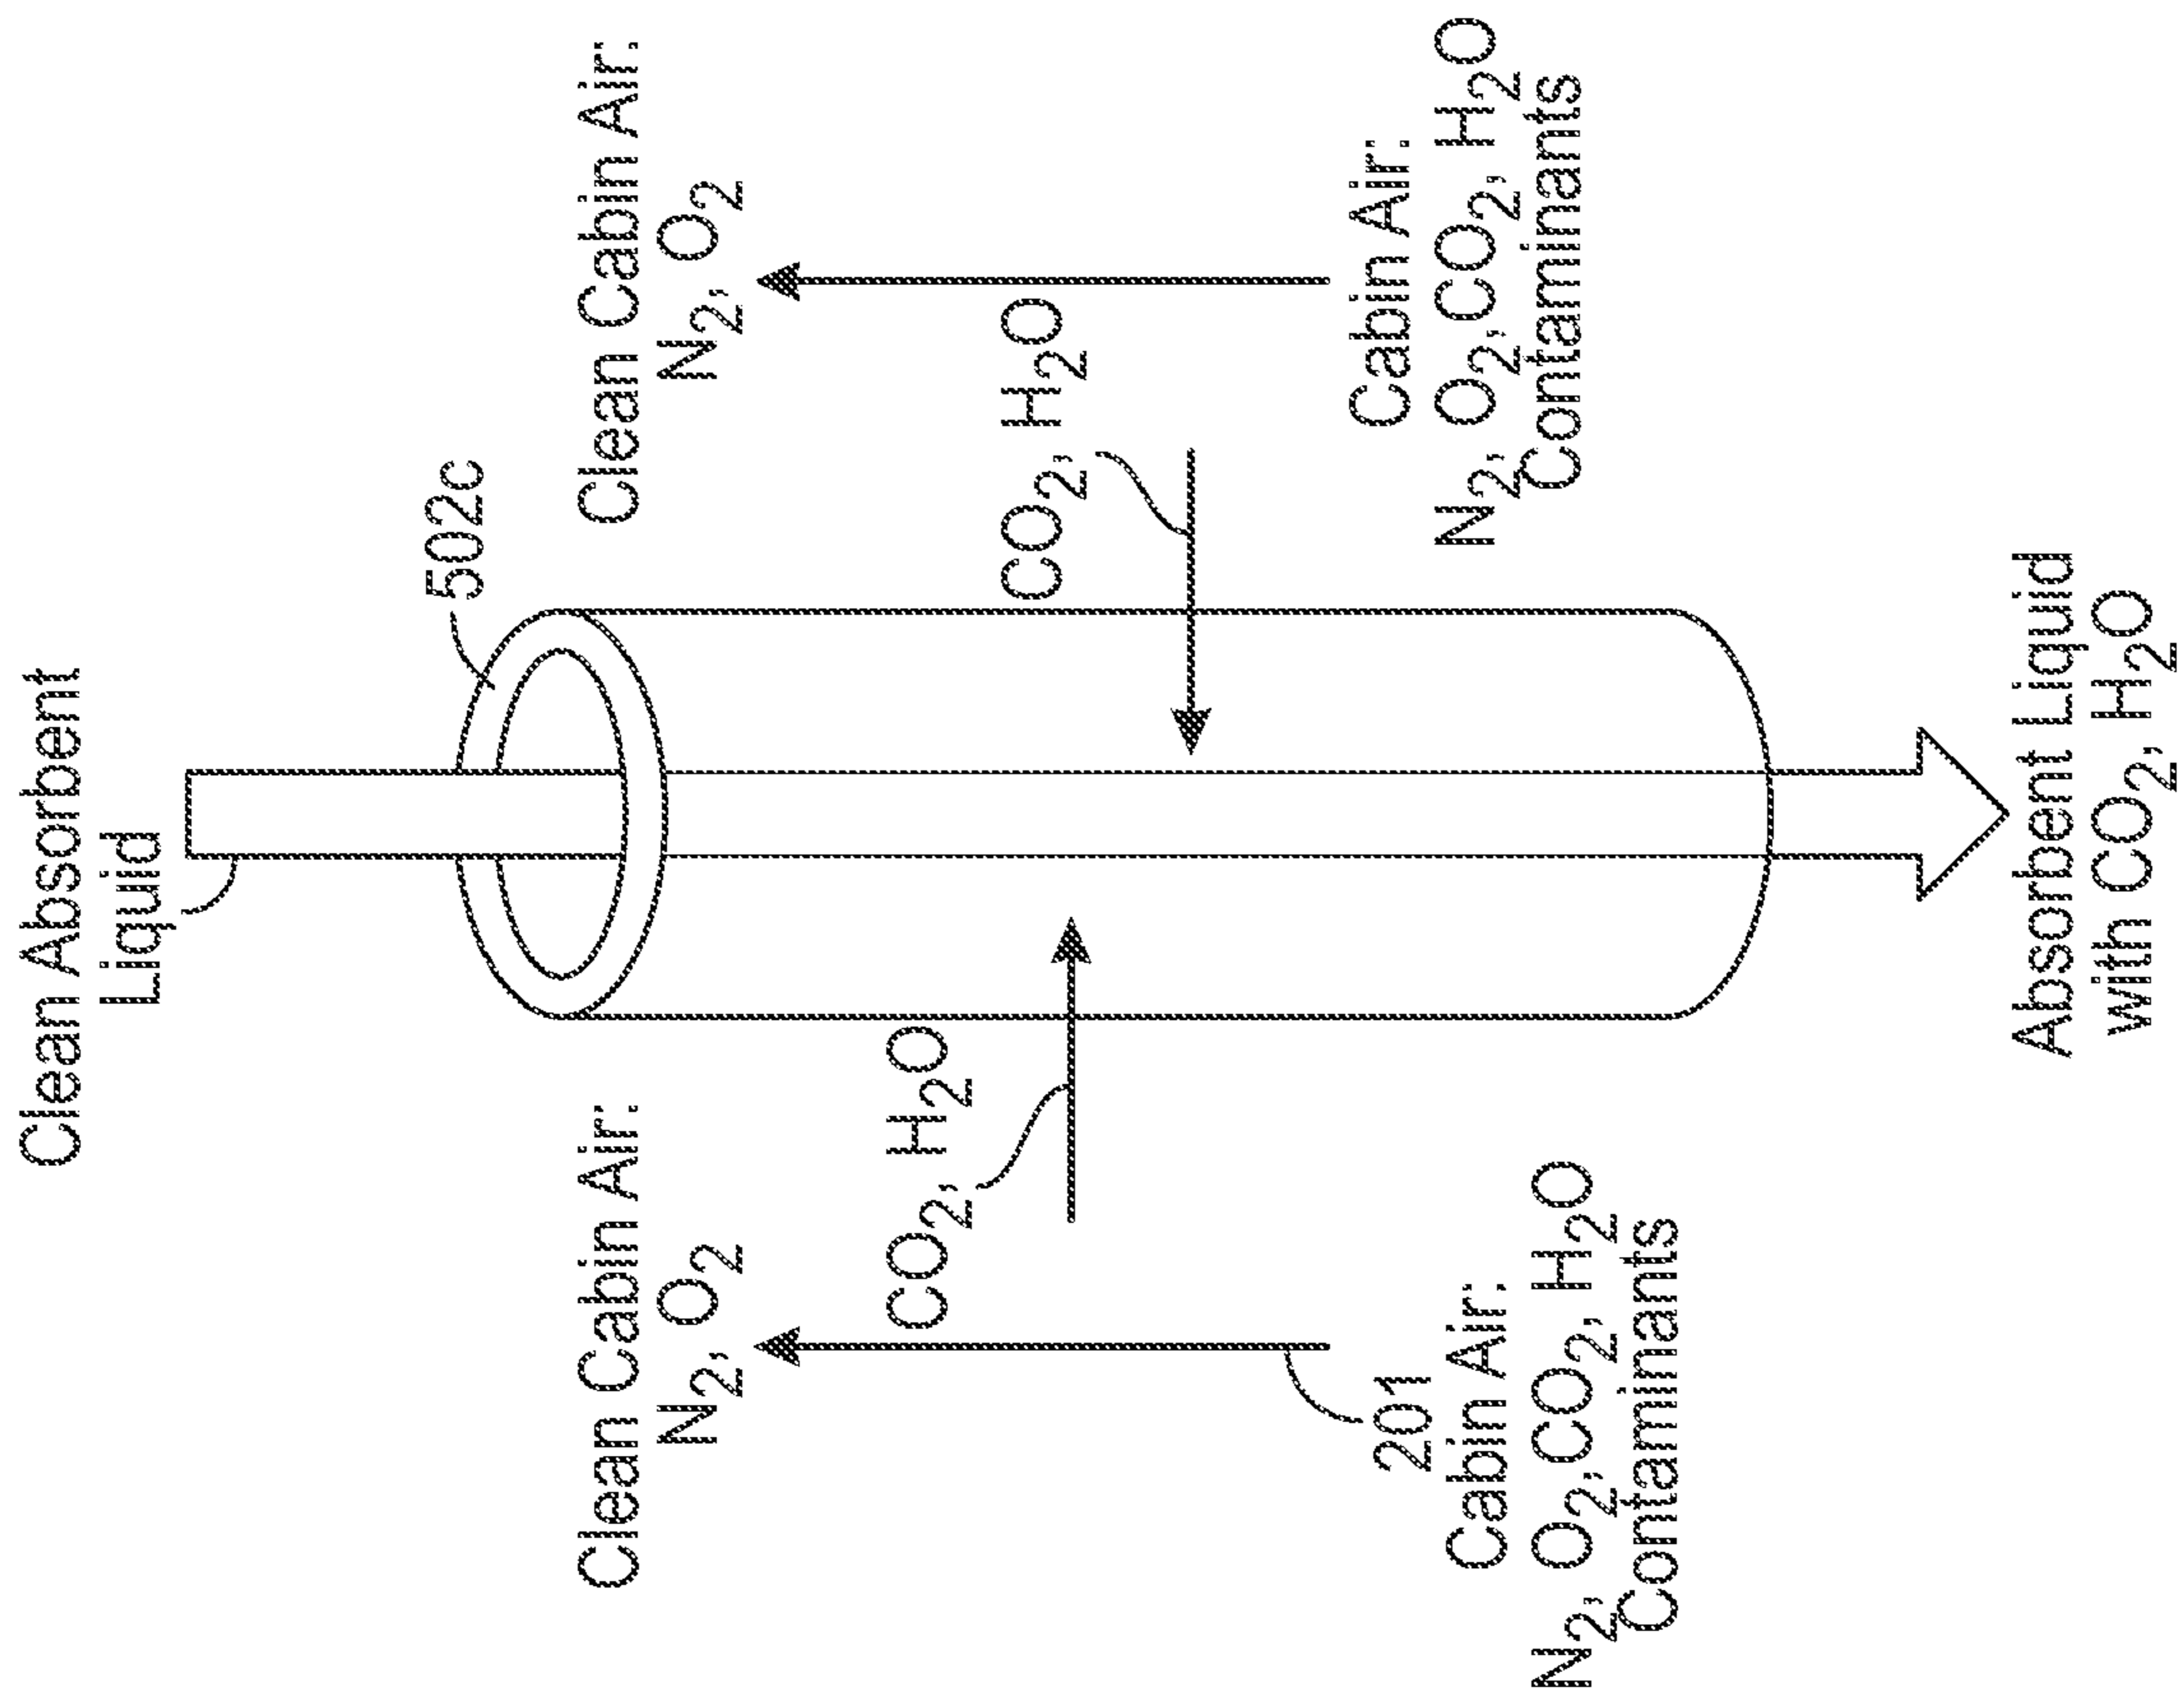 Clean Absorbent
Liquid
502c
Clean Cabin Air:
N₂, O₂
Clean Cabin Air:
N₂, O₂
CO₂, H₂O
CO₂, H₂O
201
Cabin Air:
N₂, O₂,CO₂, H₂O
Contaminants
Cabin Air:
N₂, O₂,CO₂, H₂O
Contaminants
Absorbent Liquid
with CO₂, H₂O